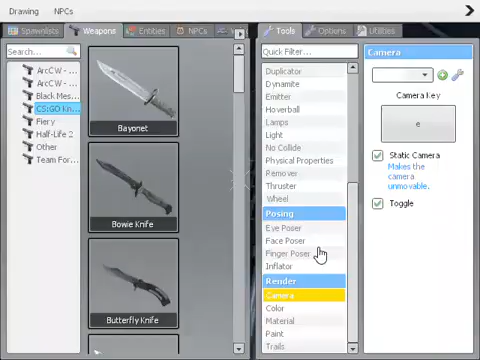 Drawing NPCs
Spawnlists Weapons Entities NPCs
Search...
ArcCW - ...
ArcCW - ...
Black Mes...
CS:GO Kn...
Fiery
Half-Life 2
Other
Team For...
Bayonet
Bowie Knife
Butterfly Knife
Tools Options Utilities
Quick Filter...
Duplicator
Dynamite
Emitter
Hoverball
Lamps
Light
No Collide
Physical Properties
Remover
Thruster
Wheel
Posing
Eye Poser
Face Poser
Finger Poser
Inflator
Render
Camera
Color
Material
Paint
Trails
Camera
Camera Key
e
Static Camera
Makes the
camera
unmovable.
Toggle